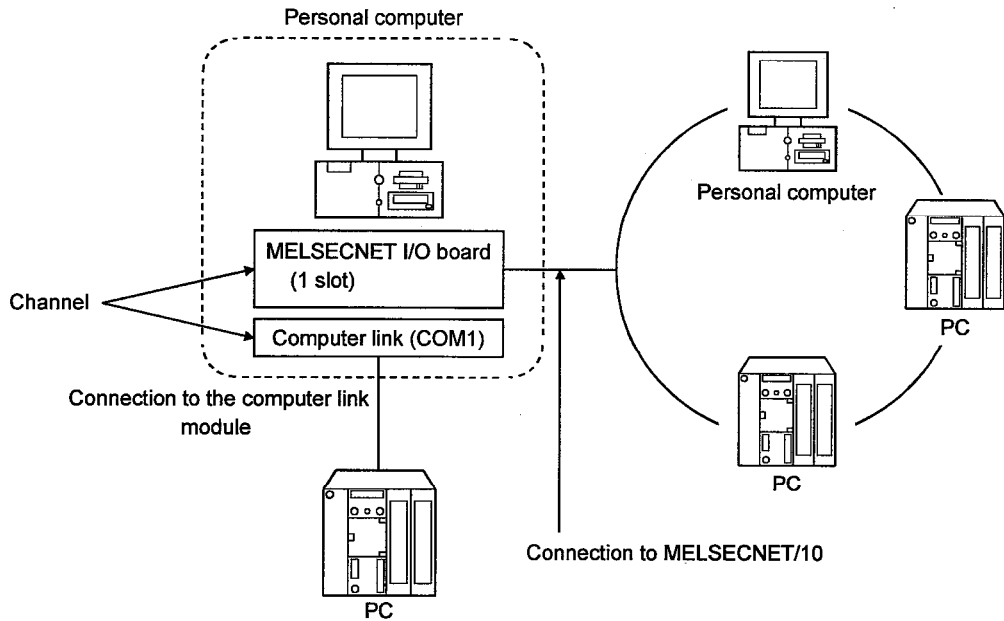 Personal computer
MELSECNET I/O board
(1 slot)
Channel
Computer link (COM1)
Connection to the computer link
module
PC
Personal computer
PC
PC
Connection to MELSECNET/10